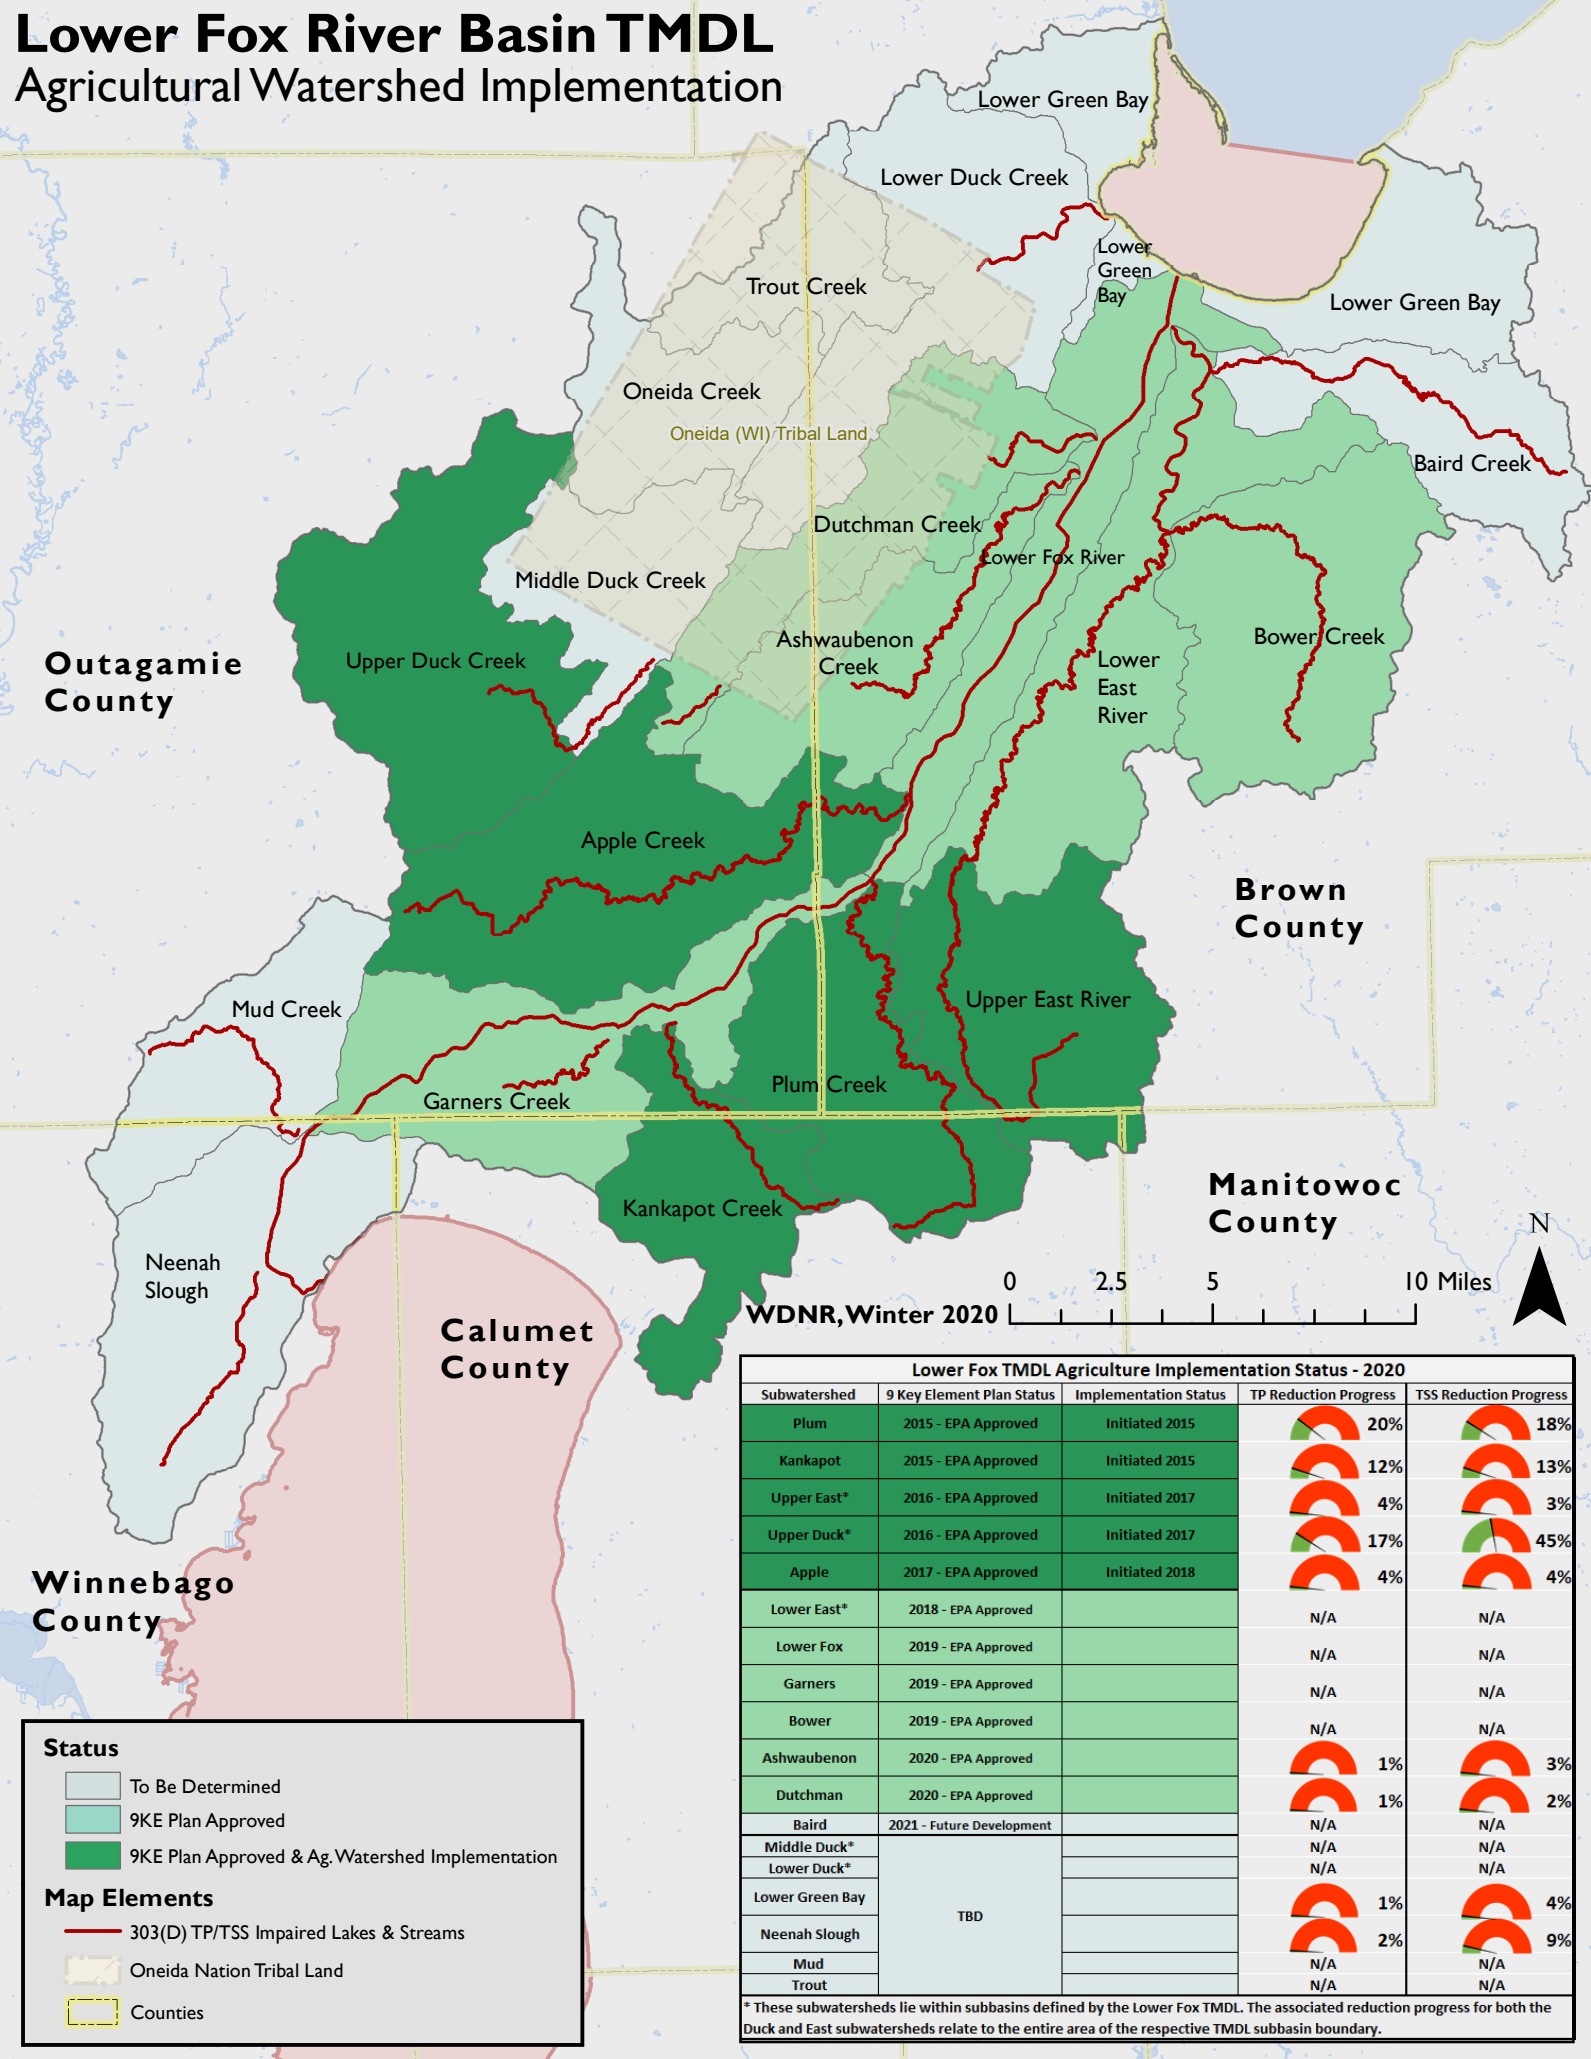 Lower Fox River Basin TMDL
Agricultural Watershed Implementation
Lower Green Bay
Lower Duck Creek
Lower
Green
Bay
Lower Green Bay
Trout Creek
Oneida Creek
Oneida (WI) Tribal Land
Baird Creek
Dutchman Creek
Lower Fox River
Middle Duck Creek
Ashwaubenon
Creek
Bower Creek
Outagamie
County
Upper Duck Creek
Lower
East
River
Apple Creek
Brown
County
Mud Creek
Upper East River
Plum Creek
Garners Creek
Kankapot Creek
Manitowoc
County
N
Neenah
Slough
0 2.5 5 10 Miles
WDNR, Winter 2020
Calumet
County
Winnebago
County
Lower Fox TMDL Agriculture Implementation Status - 2020
Subwatershed 9 Key Element Plan Status Implementation Status TP Reduction Progress TSS Reduction Progress
Plum 2015 - EPA Approved Initiated 2015 20% 18%
Kankapot 2015 - EPA Approved Initiated 2015 12% 13%
Upper East* 2016 - EPA Approved Initiated 2017 4% 3%
Upper Duck* 2016 - EPA Approved Initiated 2017 17% 45%
Apple 2017 - EPA Approved Initiated 2018 4% 4%
Lower East* 2018 - EPA Approved N/A N/A
Lower Fox 2019 - EPA Approved N/A N/A
Garners 2019 - EPA Approved N/A N/A
Bower 2019 - EPA Approved N/A N/A
Ashwaubenon 2020 - EPA Approved 1% 3%
Dutchman 2020 - EPA Approved 1% 2%
Baird 2021 - Future Development N/A N/A
Middle Duck* N/A N/A
Lower Duck* N/A N/A
Lower Green Bay 1% 4%
TBD
Neenah Slough 2% 9%
Mud N/A N/A
Trout N/A N/A
* These subwatersheds lie within subbasins defined by the Lower Fox TMDL. The associated reduction progress for both the
Duck and East subwatersheds relate to the entire area of the respective TMDL subbasin boundary.
Status
To Be Determined
9KE Plan Approved
9KE Plan Approved & Ag. Watershed Implementation
Map Elements
303(D) TP/TSS Impaired Lakes & Streams
Oneida Nation Tribal Land
Counties